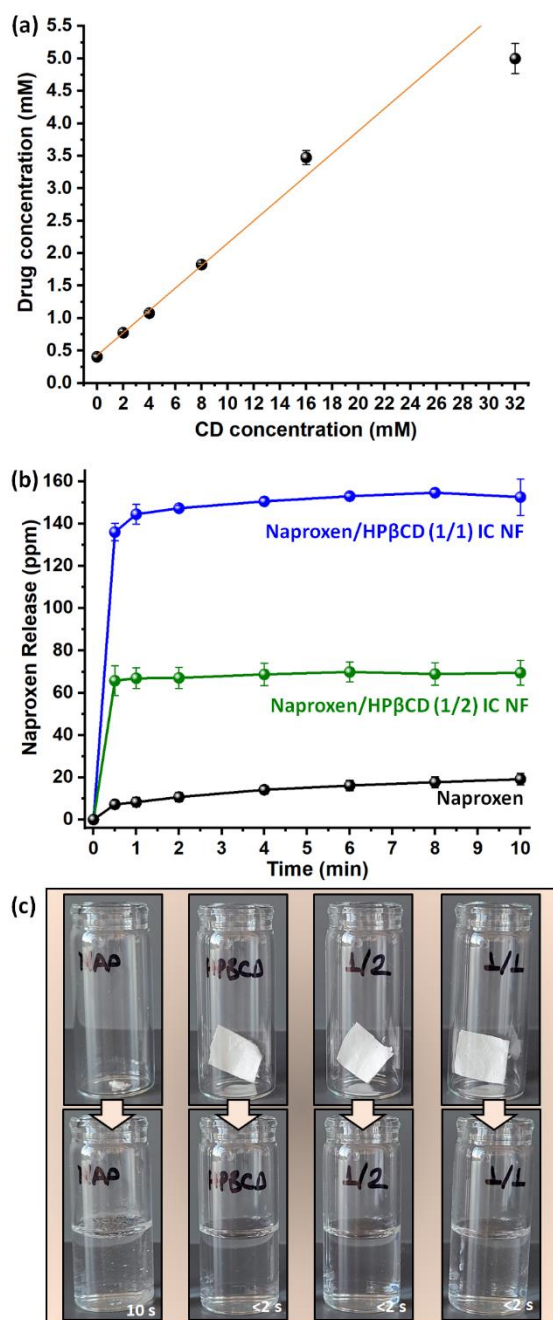 (a)
5.5
5.0
4.5
4.0
3.5
3.0
2.5
2.0
1.5
1.0
0.5
0.0
Drug concentration (mM)
0 2 4 6 8 10 12 14 16 18 20 22 24 26 28 30 32
CD concentration (mM)
(b)
160
140
120
100
80
60
40
20
0
Naproxen Release (ppm)
Naproxen/HPβCD (1/1) IC NF
Naproxen/HPβCD (1/2) IC NF
Naproxen
0 1 2 3 4 5 6 7 8 9 10
Time (min)
(c)
NAP HPβCD 1/2 1/1
NAP HPβCD 1/2 1/1
10 s <2 s <2 s <2 s